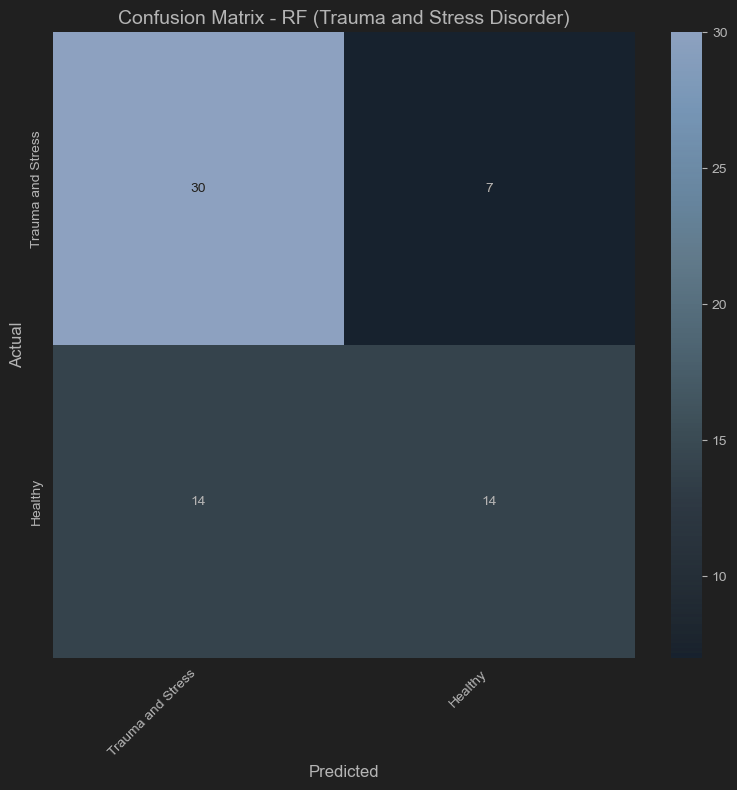 Confusion Matrix - RF (Trauma and Stress Disorder)
Actual
Trauma and Stress
Healthy
30
7
14
14
Trauma and Stress
Healthy
Predicted
30
25
20
15
10